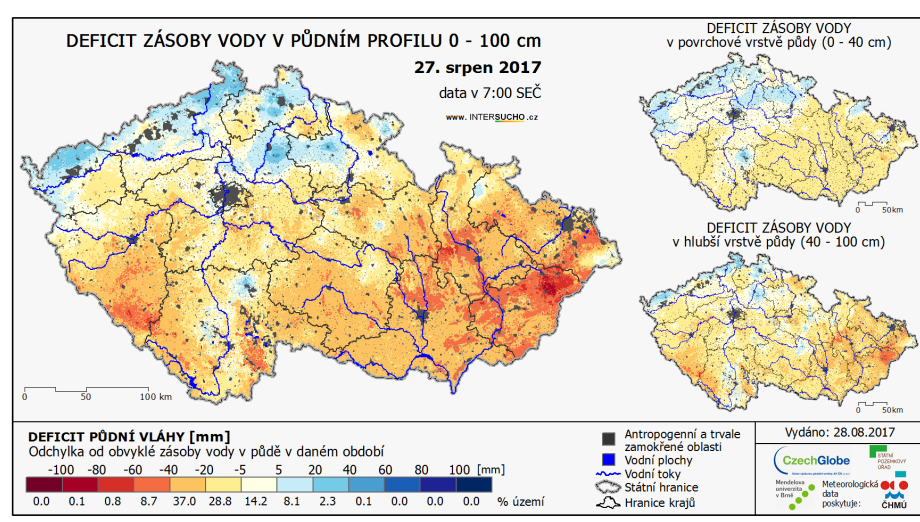 DEFICIT ZÁSOBY VODY V PŮDNÍM PROFILU 0 - 100 cm
27. srpen 2017
data v 7:00 SEČ
www. INTERSUCHO.cz
DEFICIT ZÁSOBY VODY
v povrchové vrstvě půdy (0 - 40 cm)
0 50km
DEFICIT ZÁSOBY VODY
v hlubší vrstvě půdy (40 - 100 cm)
0 50km
0 50 100 km
DEFICIT PŮDNÍ VLÁHY [mm]
Odchylka od obvyklé zásoby vody v půdě v daném období
-100 -80 -60 -40 -20 -5 5 20 40 60 80 100 [mm]
0.0 0.1 0.8 8.7 37.0 28.8 14.2 8.1 2.3 0.1 0.0 0.0 0.0 % území
Antropogenní a trvale
zamokřené oblasti
Vodní plochy
Vodní toky
Státní hranice
Hranice krajů
Vydáno: 28.08.2017
CzechGlobe
STÁTNÍ
POZEMKOVÝ
ÚŘAD
Mendelova
univerzita
v Brně
Meteorologická
data
poskytuje:
ČHMÚ